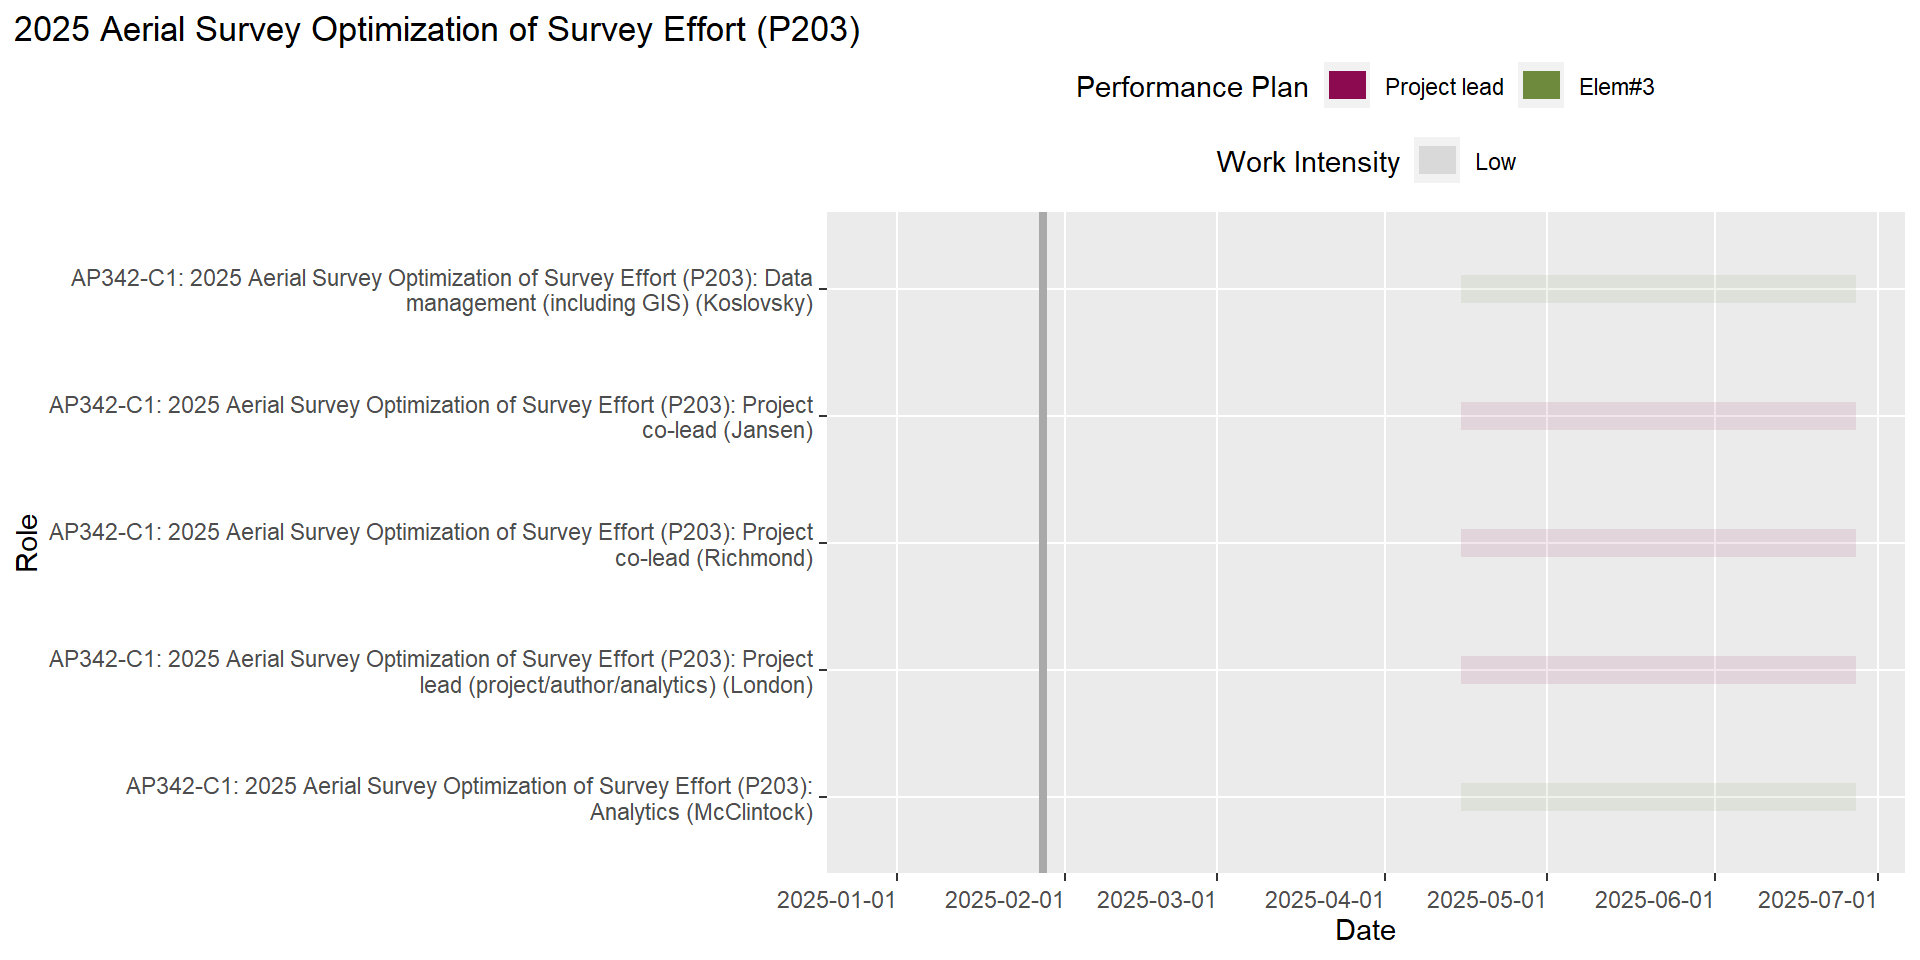 2025 Aerial Survey Optimization of Survey Effort (P203)
Performance Plan
Project lead
Elem#3
Work Intensity
Low
AP342-C1: 2025 Aerial Survey Optimization of Survey Effort (P203): Data
management (including GIS) (Koslovsky)
AP342-C1: 2025 Aerial Survey Optimization of Survey Effort (P203): Project
co-lead (Jansen)
Role
AP342-C1: 2025 Aerial Survey Optimization of Survey Effort (P203): Project
co-lead (Richmond)
AP342-C1: 2025 Aerial Survey Optimization of Survey Effort (P203): Project
lead (project/author/analytics) (London)
AP342-C1: 2025 Aerial Survey Optimization of Survey Effort (P203):
Analytics (McClintock)
2025-01-01
2025-02-01
2025-03-01
2025-04-01
2025-05-01
2025-06-01
2025-07-01
Date